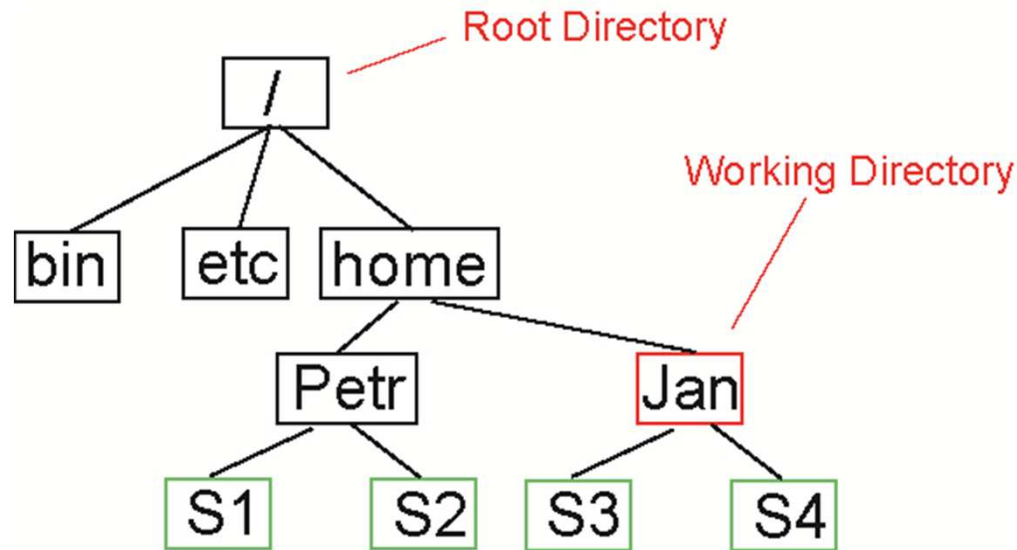 Root Directory
/
Working Directory
bin etc home
Petr Jan
S1 S2 S3 S4